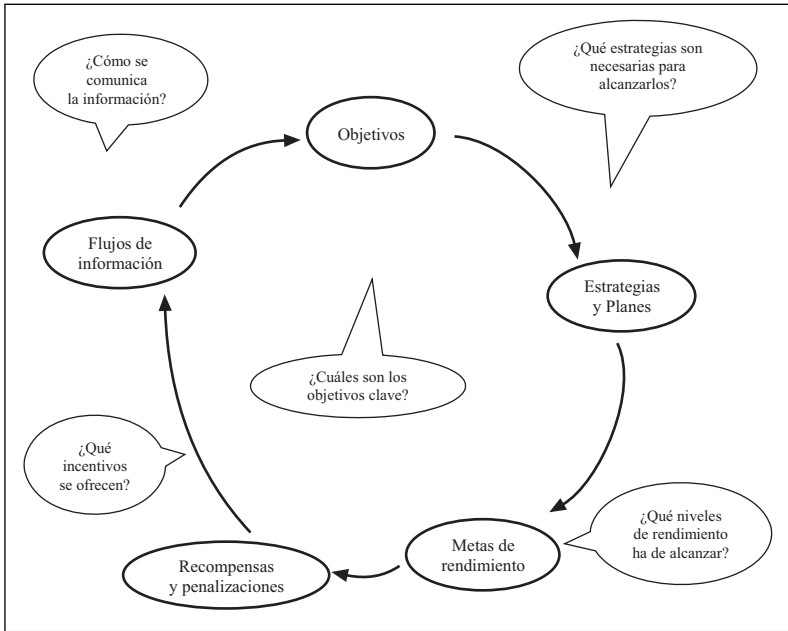 ¿Cómo se
comunica
la información?
¿Qué estrategias son
necesarias para
alcanzarlos?
Objetivos
Flujos de
información
Estrategias
y Planes
¿Cuáles son los
objetivos clave?
¿Qué
incentivos
se ofrecen?
¿Qué niveles
de rendimiento
ha de alcanzar?
Metas de
rendimiento
Recompensas
y penalizaciones